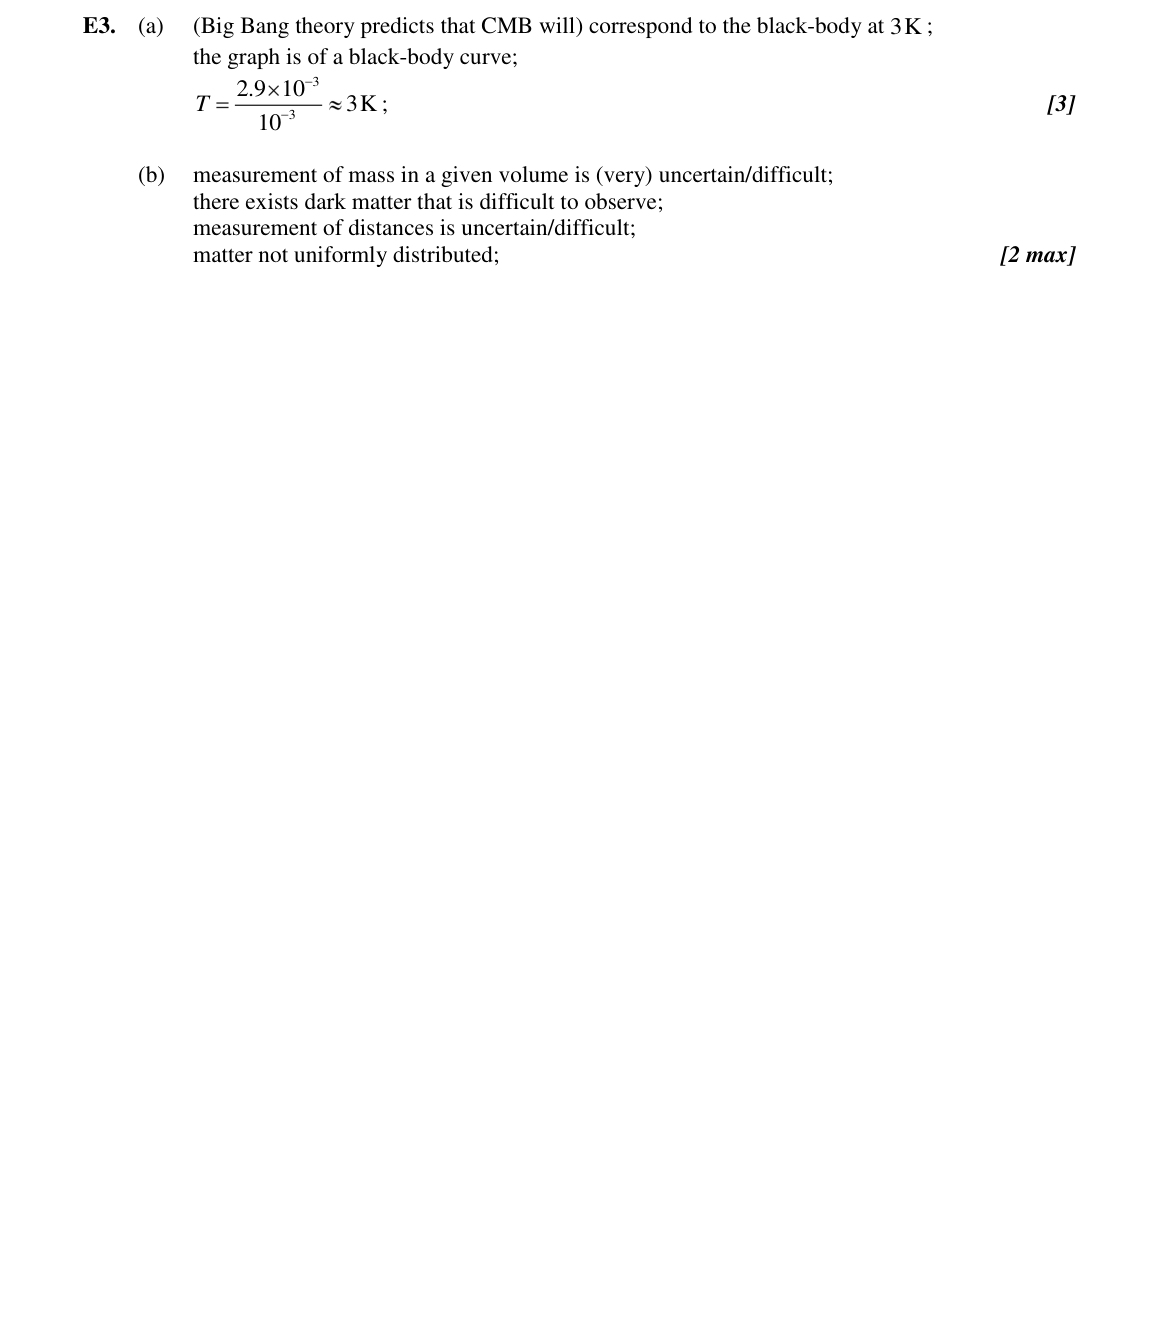 E3. (a) (Big Bang theory predicts that CMB will) correspond to the black-body at 3K ;
the graph is of a black-body curve;
T = 2.9×10⁻³ / 10⁻³ ≈ 3K ; [3]
(b) measurement of mass in a given volume is (very) uncertain/difficult;
there exists dark matter that is difficult to observe;
measurement of distances is uncertain/difficult;
matter not uniformly distributed; [2 max]